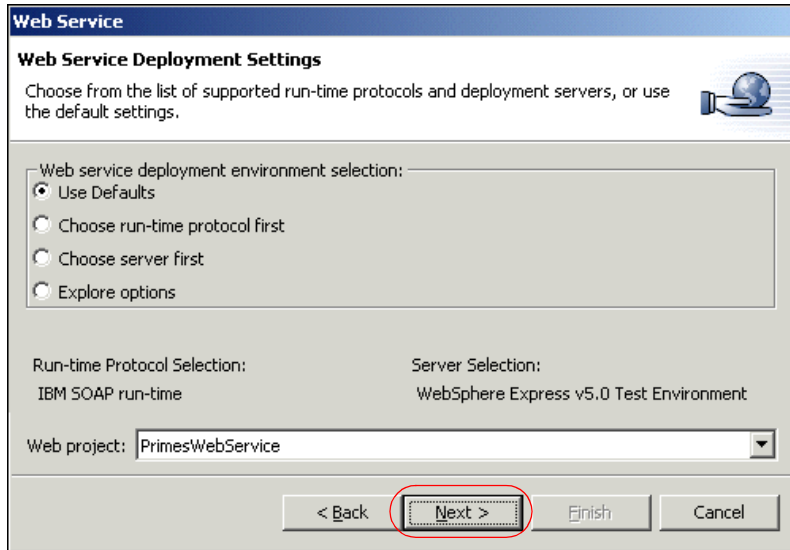 Web Service
Web Service Deployment Settings
Choose from the list of supported run-time protocols and deployment servers, or use
the default settings.
Web service deployment environment selection:
Use Defaults
Choose run-time protocol first
Choose server first
Explore options
Run-time Protocol Selection:
Server Selection:
IBM SOAP run-time
WebSphere Express v5.0 Test Environment
Web project: PrimesWebService
< Back Next > Finish Cancel